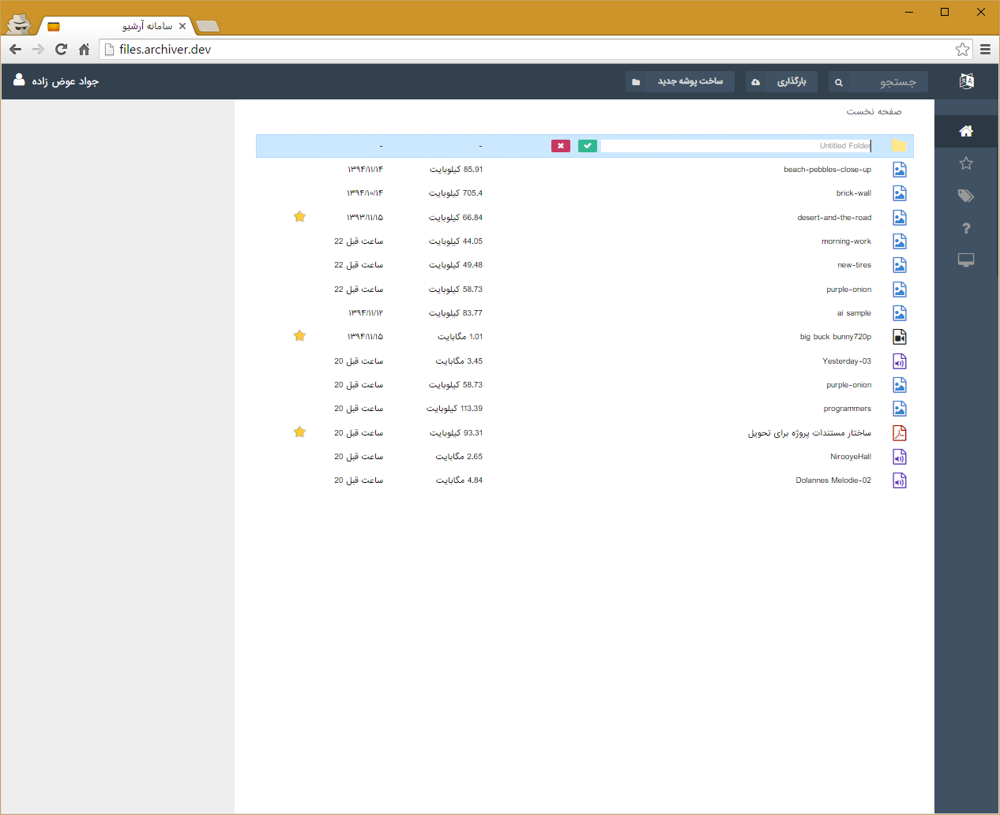 سامانه آرشیو
files.archiver.dev
جستجو
بارگذاری
ساخت پوشه جدید
جواد عوض زاده
صفحه نخست
Untitled Folder - -
beach-pebbles-close-up 85.91 کیلوبایت ۱۳۹۴/۱۱/۱۴
brick-wall 705.4 کیلوبایت ۱۳۹۴/۱۰/۱۴
desert-and-the-road 66.84 کیلوبایت ۱۳۹۳/۱۱/۱۵
morning-work 44.05 کیلوبایت 22 ساعت قبل
new-tires 49.48 کیلوبایت 22 ساعت قبل
purple-onion 58.73 کیلوبایت 22 ساعت قبل
ai sample 83.77 کیلوبایت ۱۳۹۴/۱۱/۱۲
big buck bunny720p 1.01 مگابایت ۱۳۹۴/۱۱/۱۵
Yesterday-03 3.45 مگابایت 20 ساعت قبل
purple-onion 58.73 کیلوبایت 20 ساعت قبل
programmers 113.39 کیلوبایت 20 ساعت قبل
ساختار مستندات پروژه برای تحویل 93.31 کیلوبایت 20 ساعت قبل
NirooyeHall 2.65 مگابایت 20 ساعت قبل
Dolannes Melodie-02 4.84 مگابایت 20 ساعت قبل